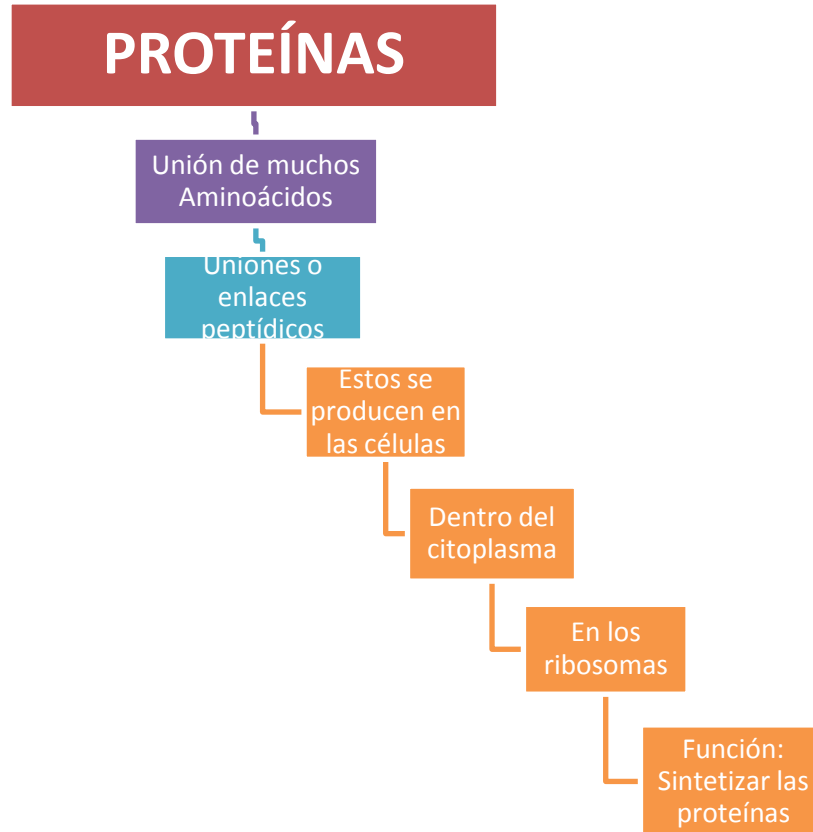 PROTEÍNAS
Unión de muchos
Aminoácidos
Uniones o
enlaces
peptídicos
Estos se
producen en
las células
Dentro del
citoplasma
En los
ribosomas
Función:
Sintetizar las
proteínas